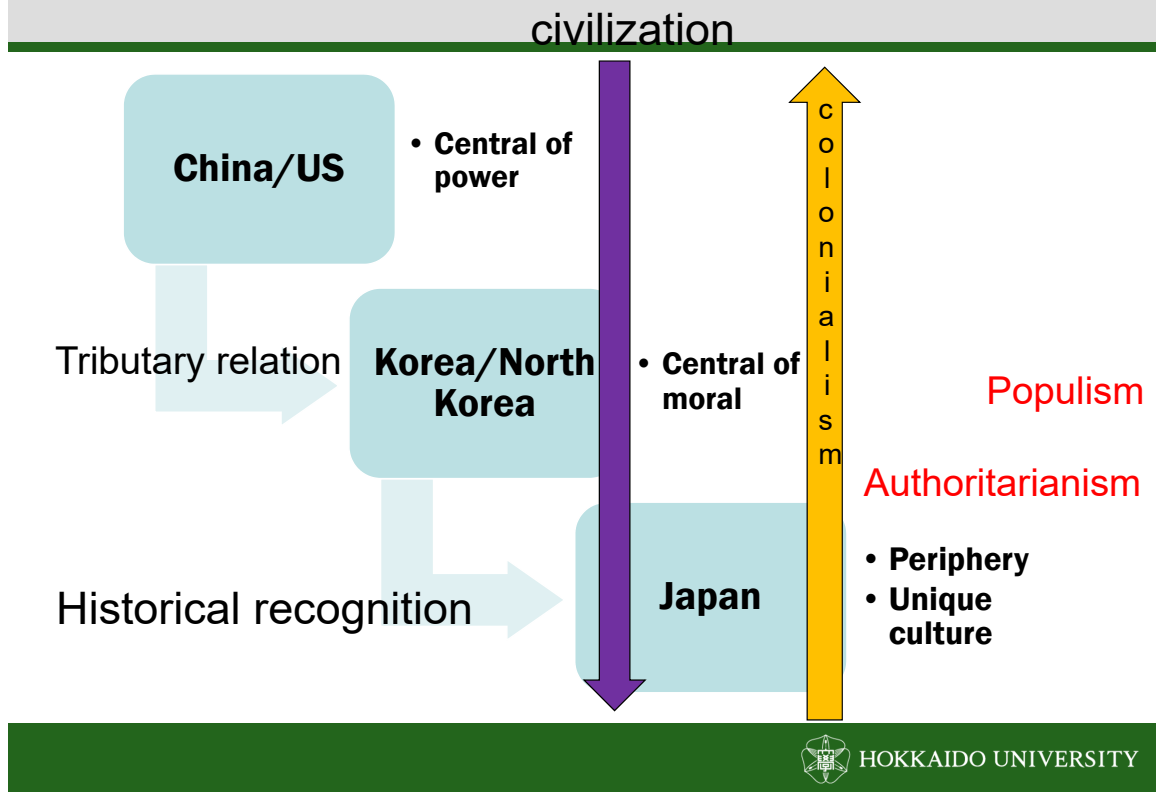 civilization
China/US
• Central of
power
colonialism
Tributary relation
Korea/North
Korea
• Central of
moral
Populism
Authoritarianism
Historical recognition
Japan
• Periphery
• Unique
culture
HOKKAIDO UNIVERSITY